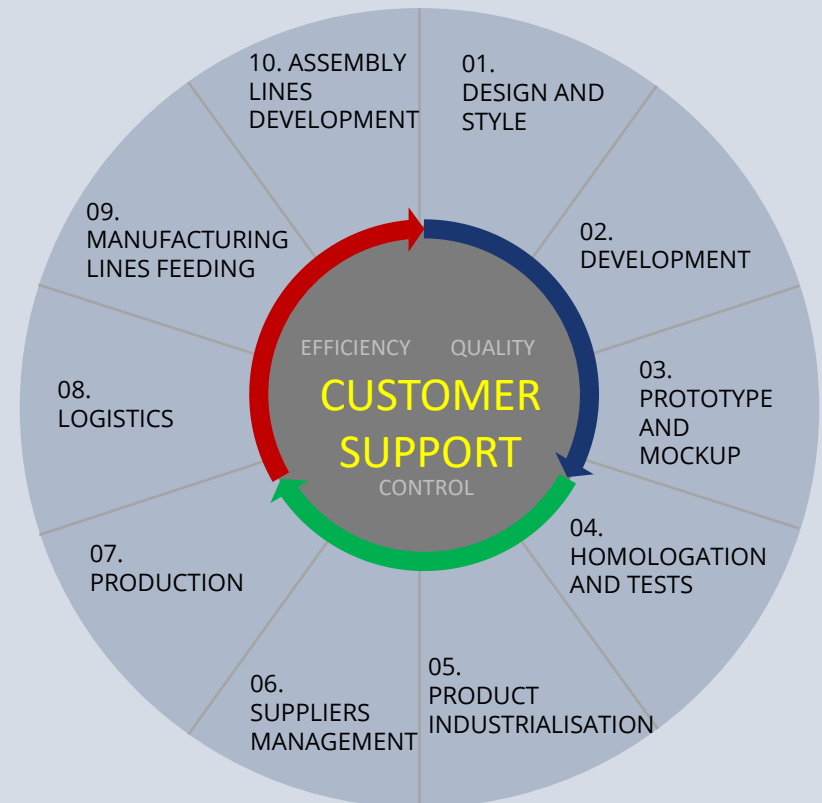 01.
DESIGN AND
STYLE
02.
DEVELOPMENT
03.
PROTOTYPE
AND
MOCKUP
04.
HOMOLOGATION
AND TESTS
05.
PRODUCT
INDUSTRIALISATION
06.
SUPPLIERS
MANAGEMENT
07.
PRODUCTION
08.
LOGISTICS
09.
MANUFACTURING
LINES FEEDING
10. ASSEMBLY
LINES
DEVELOPMENT
EFFICIENCY
QUALITY
CUSTOMER
SUPPORT
CONTROL